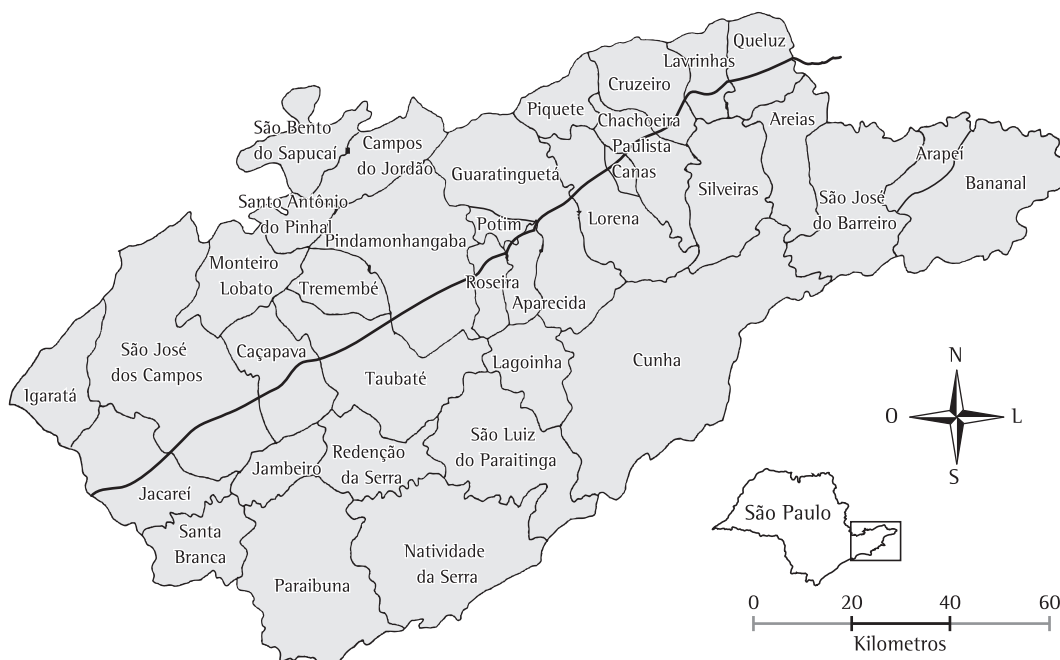 Queluz
Lavrinhas
Cruzeiro
Piquete
Chachoeira
Paulista
Canas
Areias
São Bento
do Sapucaí
Campos
do Jordão
Guaratinguetá
Silveiras
Arapeí
Bananal
São José
do Barreiro
Santo Antônio
do Pinhal
Potim
Lorena
Pindamonhangaba
Monteiro
Lobato
Tremembé
Roseira
Aparecida
São José
dos Campos
Caçapava
Lagoinha
Cunha
Taubaté
Igaratá
São Luiz
do Paraitinga
Redenção
da Serra
Jambeiro
Jacareí
Santa
Branca
Natividade
da Serra
Paraibuna
N
O
L
S
São Paulo
0 20 40 60
Kilometros